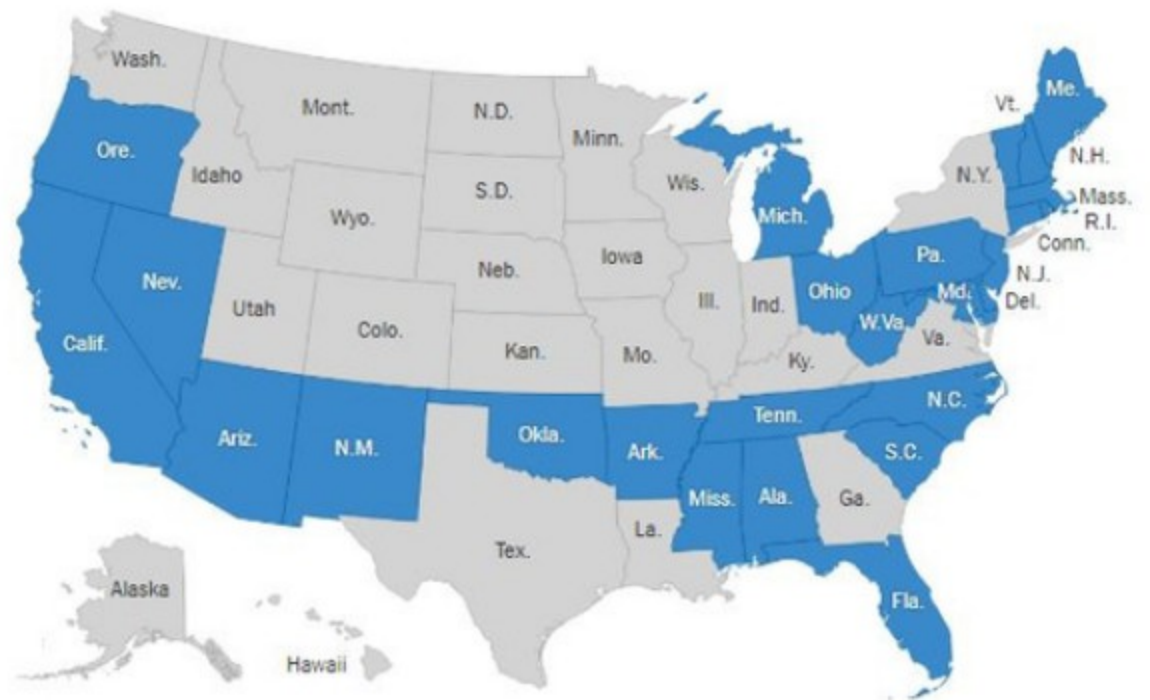 Wash.
Mont.
N.D.
Minn.
Vt.
Me.
Ore.
Idaho
S.D.
Wis.
Mich.
N.Y.
N.H.
Mass.
R.I.
Conn.
Wyo.
Nev.
Utah
Neb.
Iowa
Ill.
Ind.
Ohio
Pa.
N.J.
Md.
Del.
Calif.
Colo.
Kan.
Mo.
Ky.
W.Va.
Va.
Ariz.
N.M.
Okla.
Ark.
Tenn.
N.C.
S.C.
Miss.
Ala.
Ga.
Tex.
La.
Fla.
Alaska
Hawaii